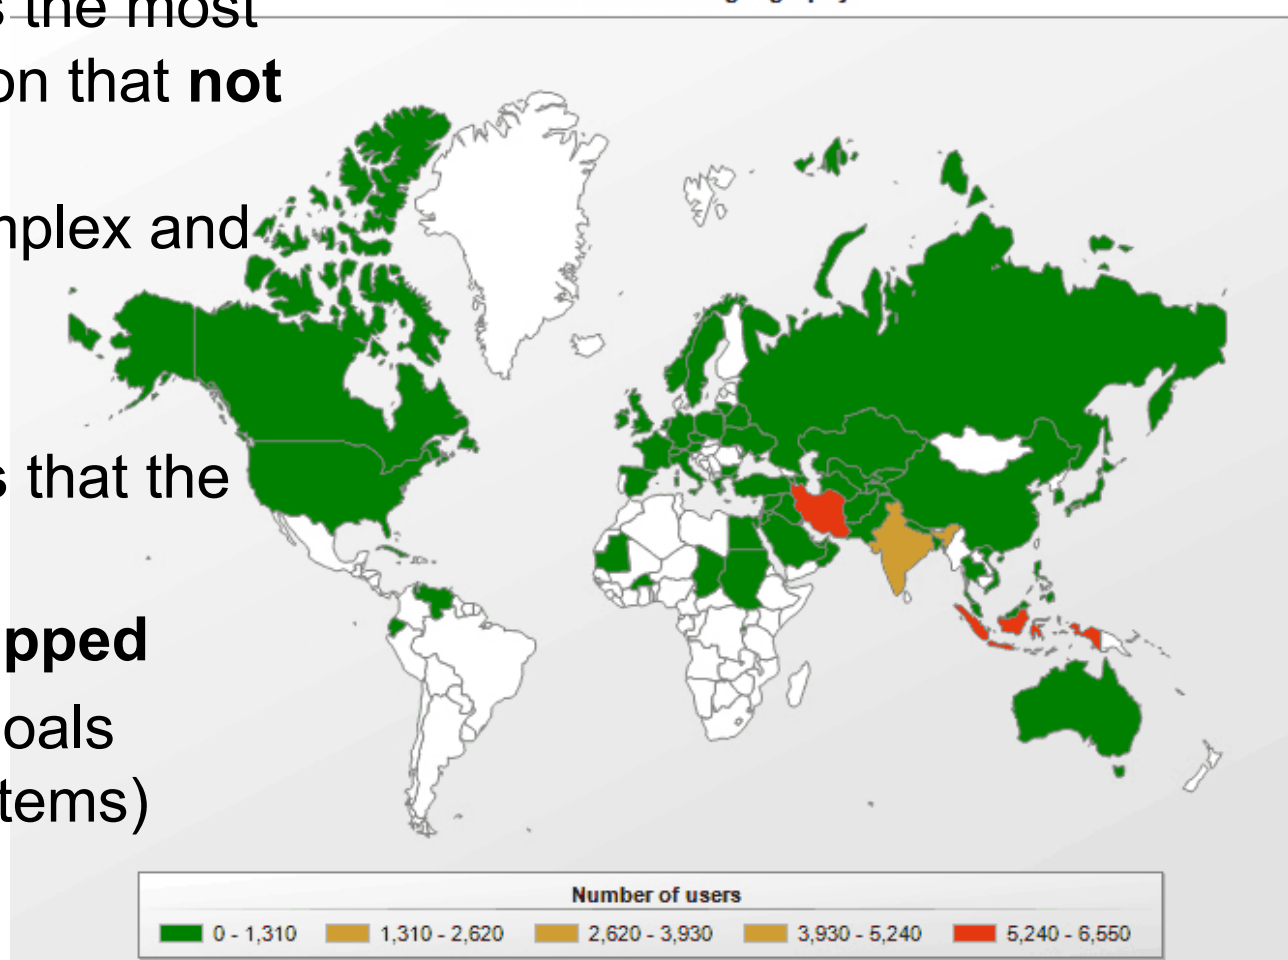 s the most
on that not
nplex and
s that the
ipped
oals
tems)
Number of users
0 - 1,310
1,310 - 2,620
2,620 - 3,930
3,930 - 5,240
5,240 - 6,550